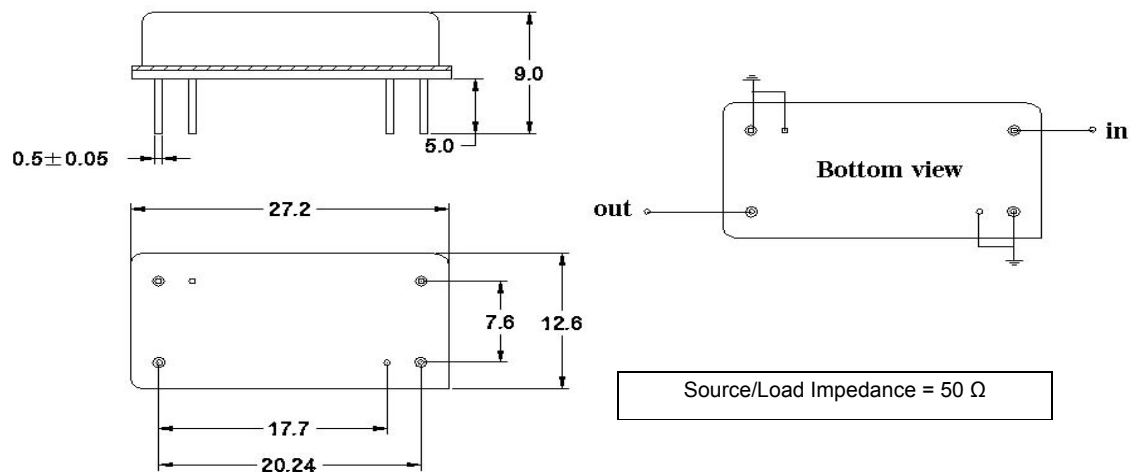 9.0
5.0
0.5±0.05
27.2
7.6
12.6
17.7
20.24
in
Bottom view
out
Source/Load Impedance = 50 Ω